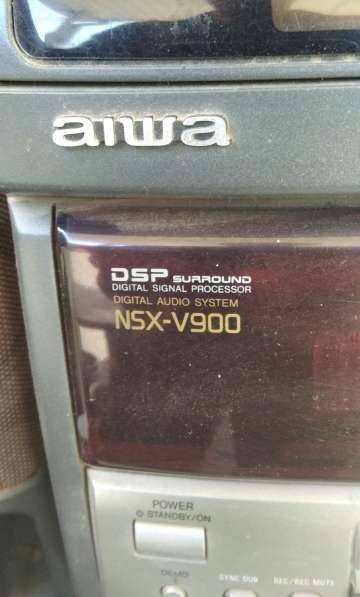 aiwa
DSP SURROUND
DIGITAL SIGNAL PROCESSOR
DIGITAL AUDIO SYSTEM
NSX-V900
POWER
STANDBY/ON
DEMO
SYNC DUB
REC/REC MUTE